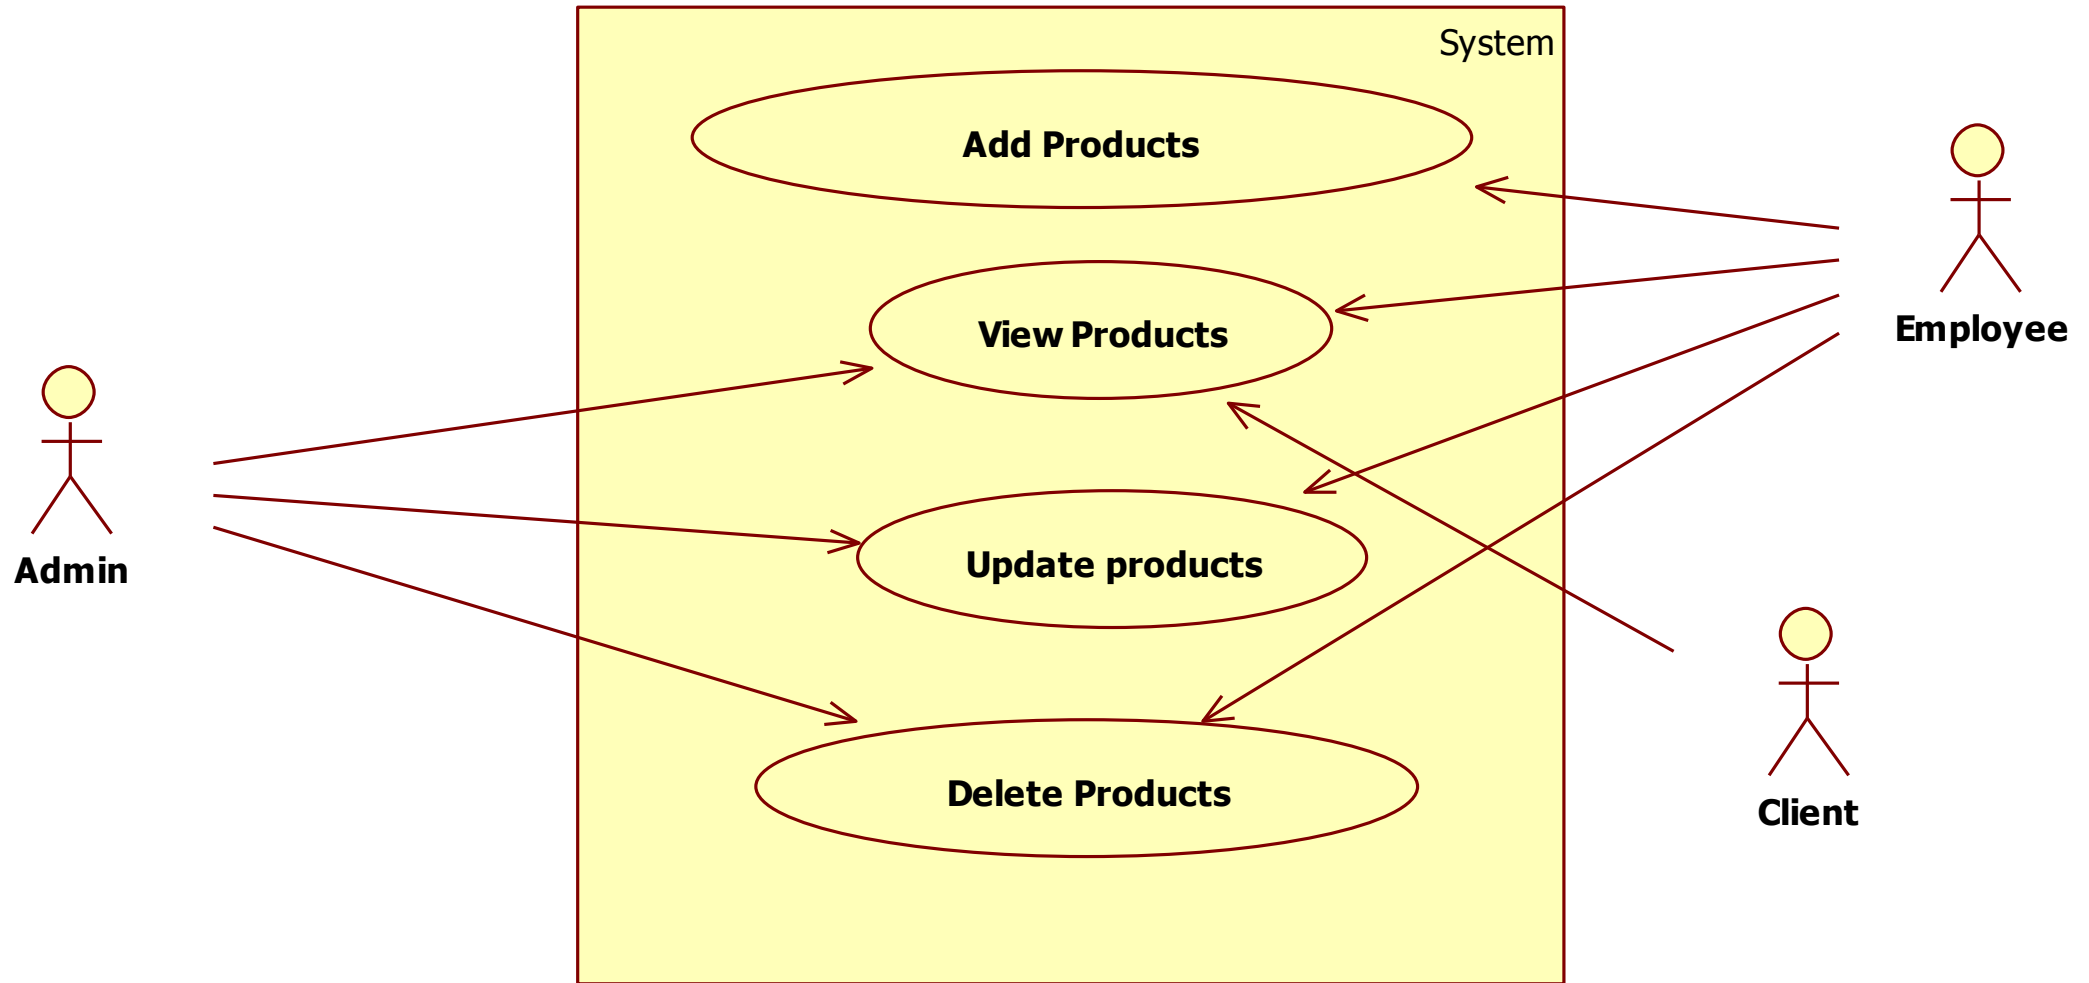 System
Add Products
View Products
Employee
Admin
Update products
Delete Products
Client